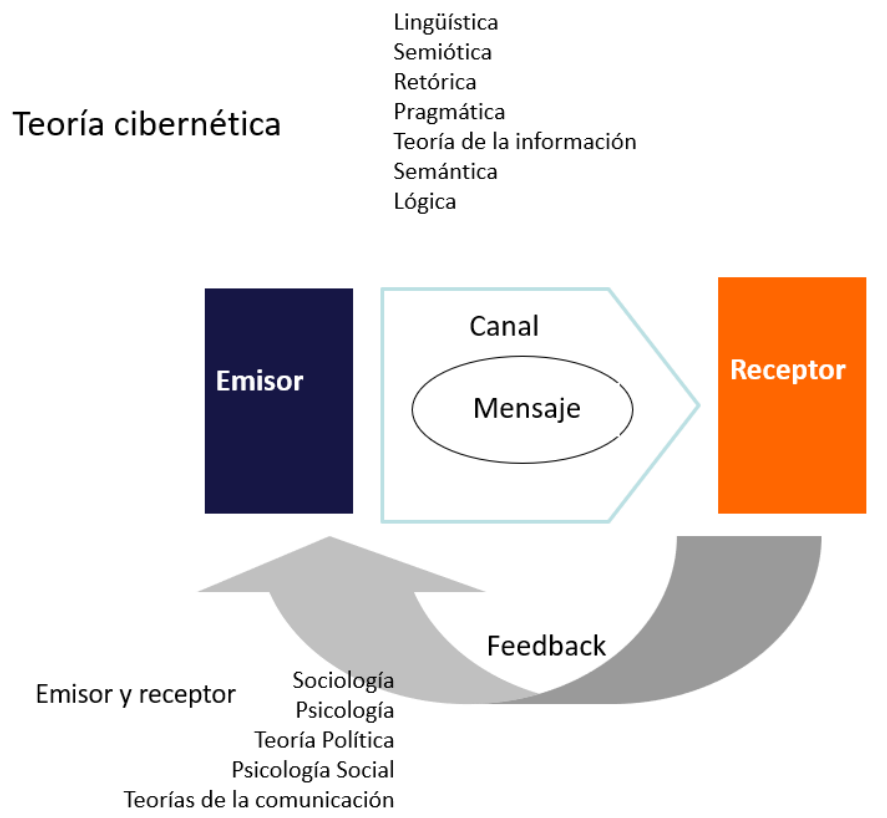 Lingüística
Semiótica
Retórica
Pragmática
Teoría cibernética
Teoría de la información
Semántica
Lógica
Canal
Emisor
Mensaje
Receptor
Feedback
Emisor y receptor
Sociología
Psicología
Teoría Política
Psicología Social
Teorías de la comunicación